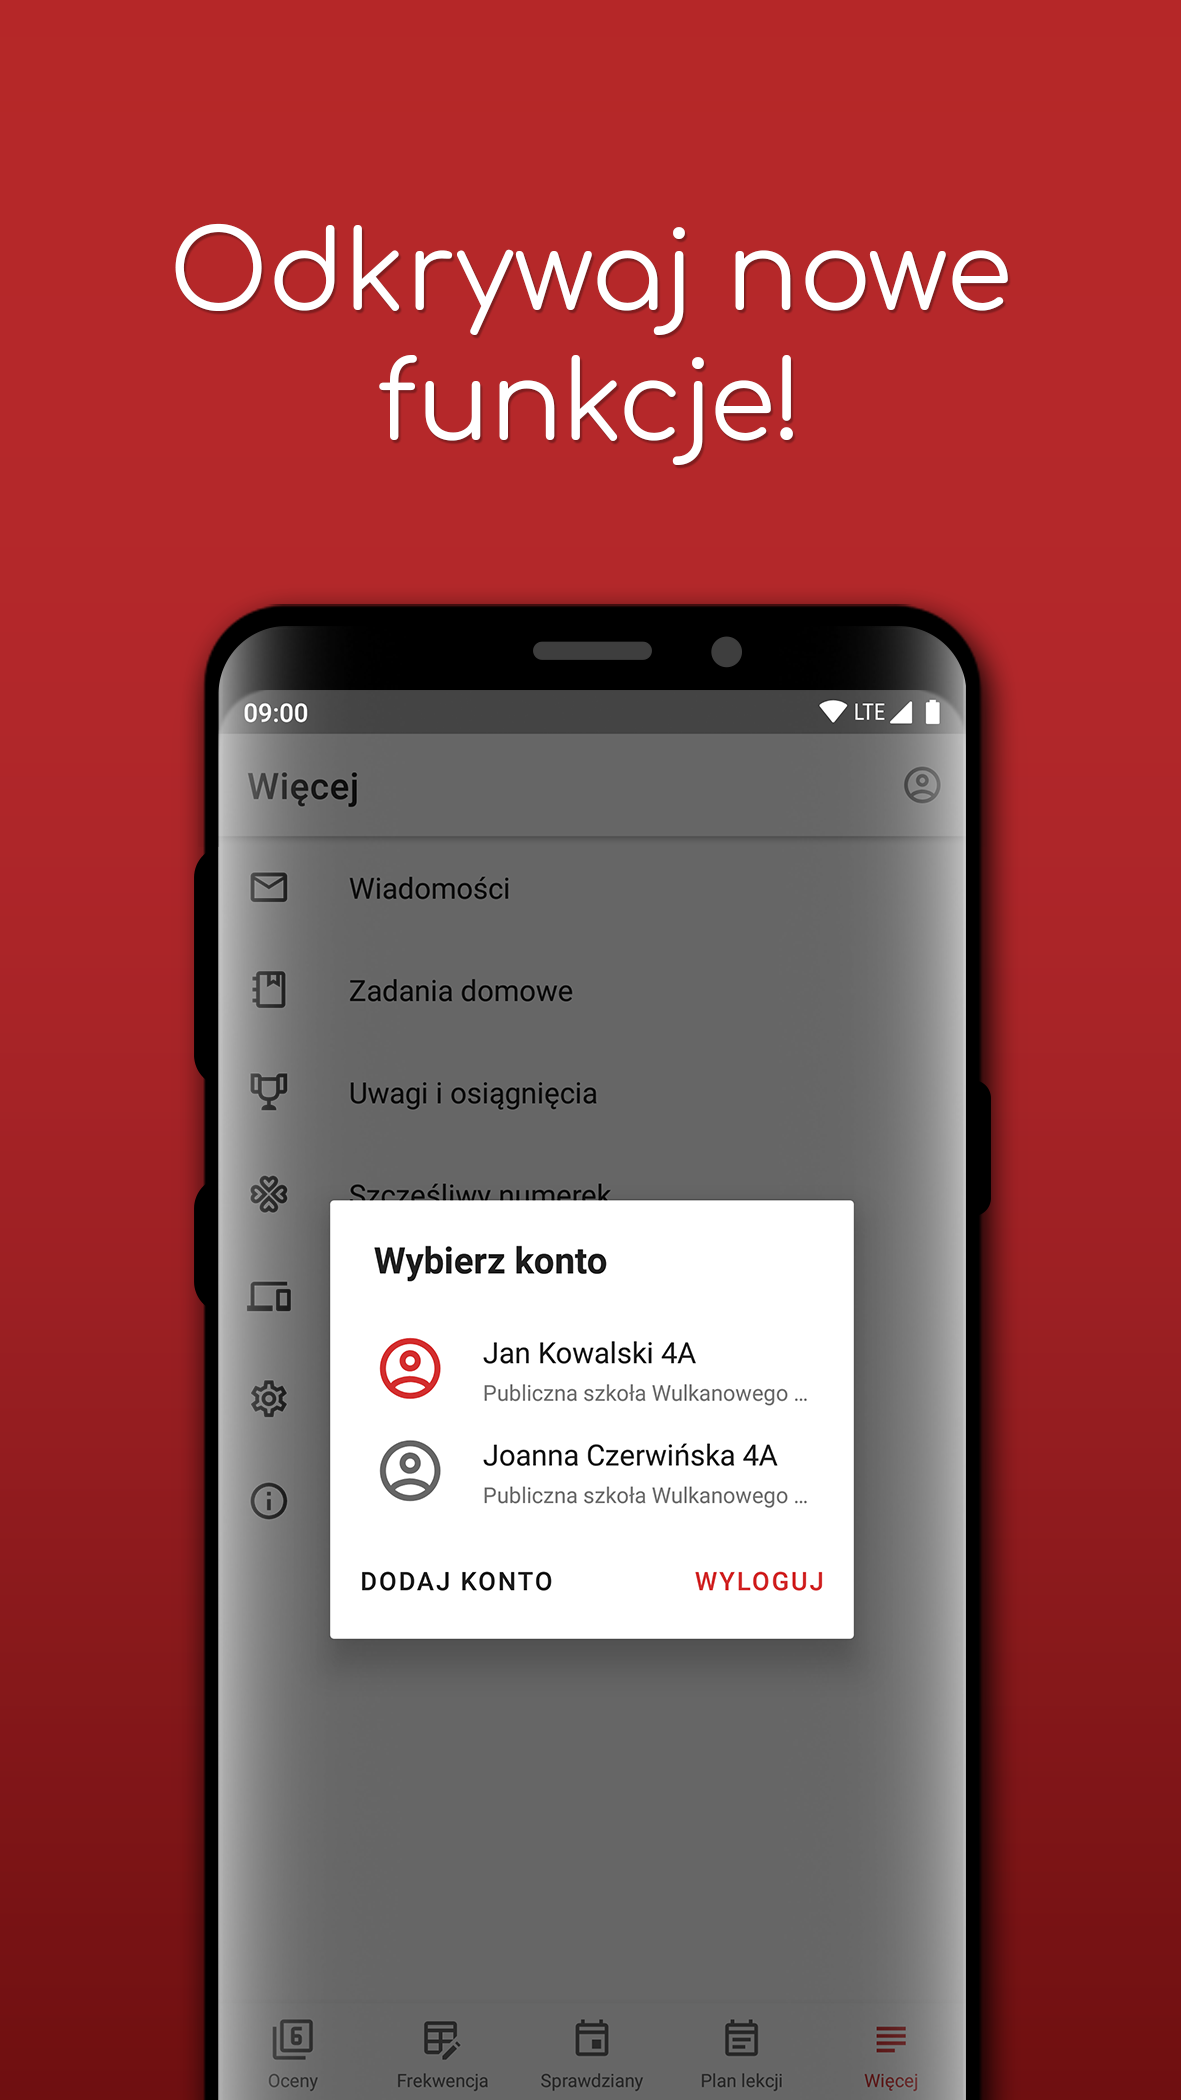 Odkrywaj nowe
funkcje!
09:00
LTE
Więcej
Wiadomości
Zadania domowe
Uwagi i osiągnięcia
Szczęśliwy numerek
Wybierz konto
Jan Kowalski 4A
Publiczna szkoła Wulkanowego ...
Joanna Czerwińska 4A
Publiczna szkoła Wulkanowego ...
DODAJ KONTO
WYLOGUJ
6
Oceny
Frekwencja
Sprawdziany
Plan lekcji
Więcej